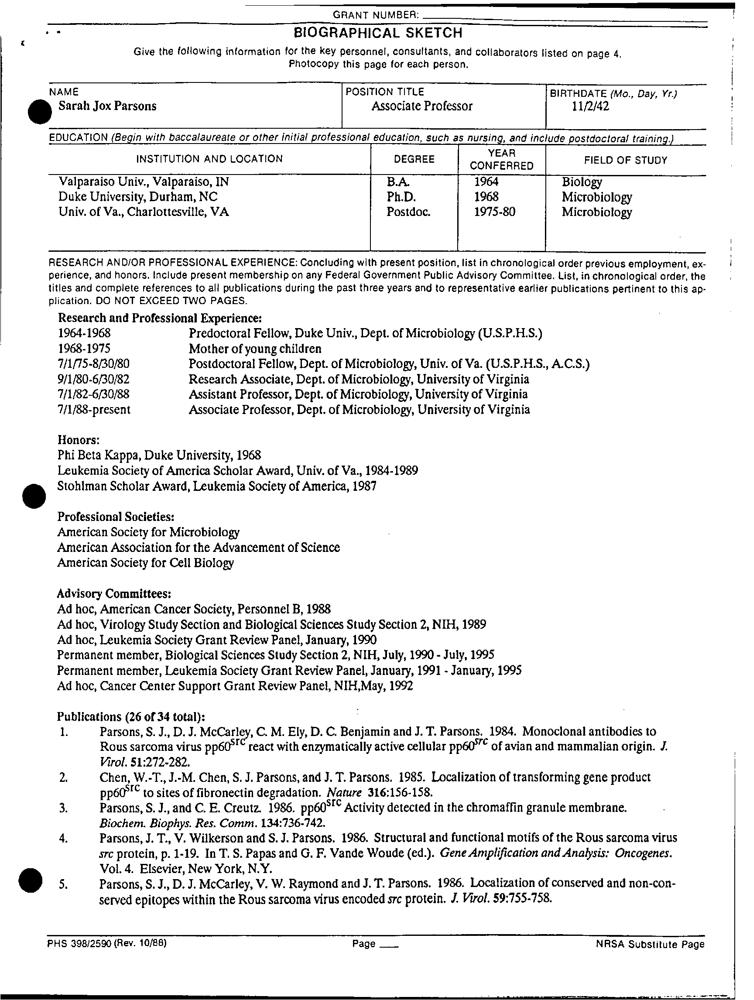 GRANT NUMBER:
BIOGRAPHICAL SKETCH
Give the following information for the key personnel, consultants, and collaborators listed on page 4.
Photocopy this page for each person.
NAME
Sarah Jox Parsons
POSITION TITLE
Associate Professor
BIRTHDATE (Mo., Day, Yr.)
11/2/42
EDUCATION (Begin with baccalaureate or other initial professional education, such as nursing, and include postdoctoral training.)
INSTITUTION AND LOCATION DEGREE YEAR CONFERRED FIELD OF STUDY
Valparaiso Univ., Valparaiso, IN B.A. 1964 Biology
Duke University, Durham, NC Ph.D. 1968 Microbiology
Univ. of Va., Charlottesville, VA Postdoc. 1975-80 Microbiology
RESEARCH AND/OR PROFESSIONAL EXPERIENCE: Concluding with present position, list in chronological order previous employment, ex-
perience, and honors. Include present membership on any Federal Government Public Advisory Committee. List, in chronological order, the
titles and complete references to all publications during the past three years and to representative earlier publications pertinent to this ap-
plication. DO NOT EXCEED TWO PAGES.
Research and Professional Experience:
1964-1968 Predoctoral Fellow, Duke Univ., Dept. of Microbiology (U.S.P.H.S.)
1968-1975 Mother of young children
7/1/75-8/30/80 Postdoctoral Fellow, Dept. of Microbiology, Univ. of Va. (U.S.P.H.S., A.C.S.)
9/1/80-6/30/82 Research Associate, Dept. of Microbiology, University of Virginia
7/1/82-6/30/88 Assistant Professor, Dept. of Microbiology, University of Virginia
7/1/88-present Associate Professor, Dept. of Microbiology, University of Virginia
Honors:
Phi Beta Kappa, Duke University, 1968
Leukemia Society of America Scholar Award, Univ. of Va., 1984-1989
Stohlman Scholar Award, Leukemia Society of America, 1987
Professional Societies:
American Society for Microbiology
American Association for the Advancement of Science
American Society for Cell Biology
Advisory Committees:
Ad hoc, American Cancer Society, Personnel B, 1988
Ad hoc, Virology Study Section and Biological Sciences Study Section 2, NIH, 1989
Ad hoc, Leukemia Society Grant Review Panel, January, 1990
Permanent member, Biological Sciences Study Section 2, NIH, July, 1990 - July, 1995
Permanent member, Leukemia Society Grant Review Panel, January, 1991 - January, 1995
Ad hoc, Cancer Center Support Grant Review Panel, NIH,May, 1992
Publications (26 of 34 total):
1. Parsons, S. J., D. J. McCarley, C. M. Ely, D. C. Benjamin and J. T. Parsons. 1984. Monoclonal antibodies to
Rous sarcoma virus pp60src react with enzymatically active cellular pp60src of avian and mammalian origin. J.
Virol. 51:272-282.
2. Chen, W.-T., J.-M. Chen, S. J. Parsons, and J. T. Parsons. 1985. Localization of transforming gene product
pp60src to sites of fibronectin degradation. Nature 316:156-158.
3. Parsons, S. J., and C. E. Creutz. 1986. pp60src Activity detected in the chromaffin granule membrane.
Biochem. Biophys. Res. Comm. 134:736-742.
4. Parsons, J. T., V. Wilkerson and S. J. Parsons. 1986. Structural and functional motifs of the Rous sarcoma virus
src protein, p. 1-19. In T. S. Papas and G. F. Vande Woude (ed.). Gene Amplification and Analysis: Oncogenes.
Vol. 4. Elsevier, New York, N.Y.
5. Parsons, S. J., D. J. McCarley, V. W. Raymond and J. T. Parsons. 1986. Localization of conserved and non-con-
served epitopes within the Rous sarcoma virus encoded src protein. J. Virol. 59:755-758.
PHS 398/2590 (Rev. 10/88) Page NRSA Substitute Page